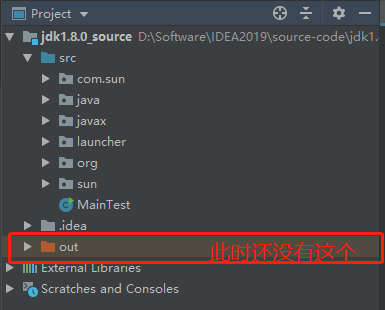 Project
jdk1.8.0_source D:\Software\IDEA2019\source-code\jdk1.
src
com.sun
java
javax
launcher
org
sun
MainTest
.idea
out 此时还没有这个
External Libraries
Scratches and Consoles